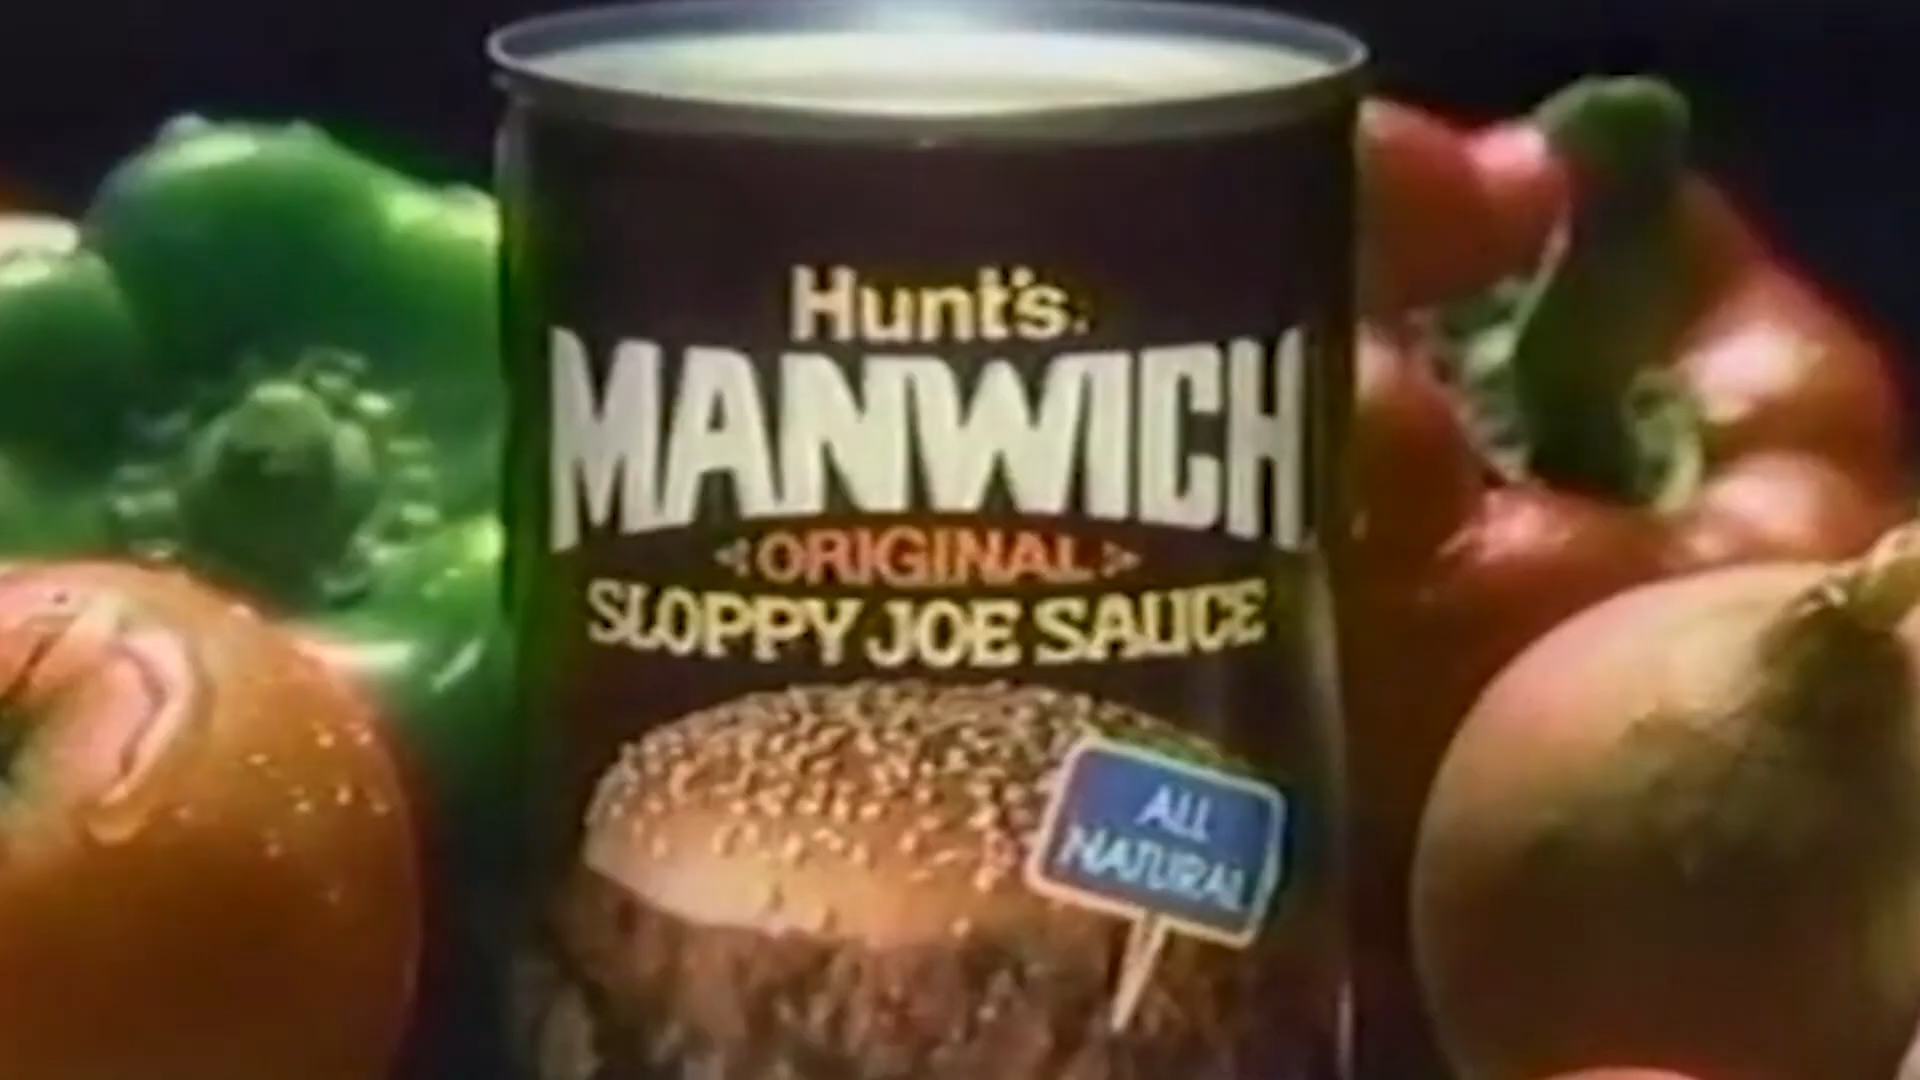 Hunt's
MANWICH
ORIGINAL
SLOPPY JOE SAUCE
ALL
NATURAL